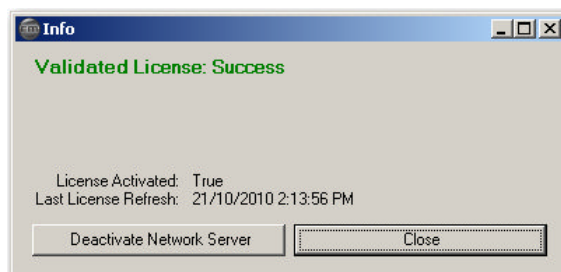 Info
Validated License: Success
License Activated: True
Last License Refresh: 21/10/2010 2:13:56 PM
Deactivate Network Server
Close